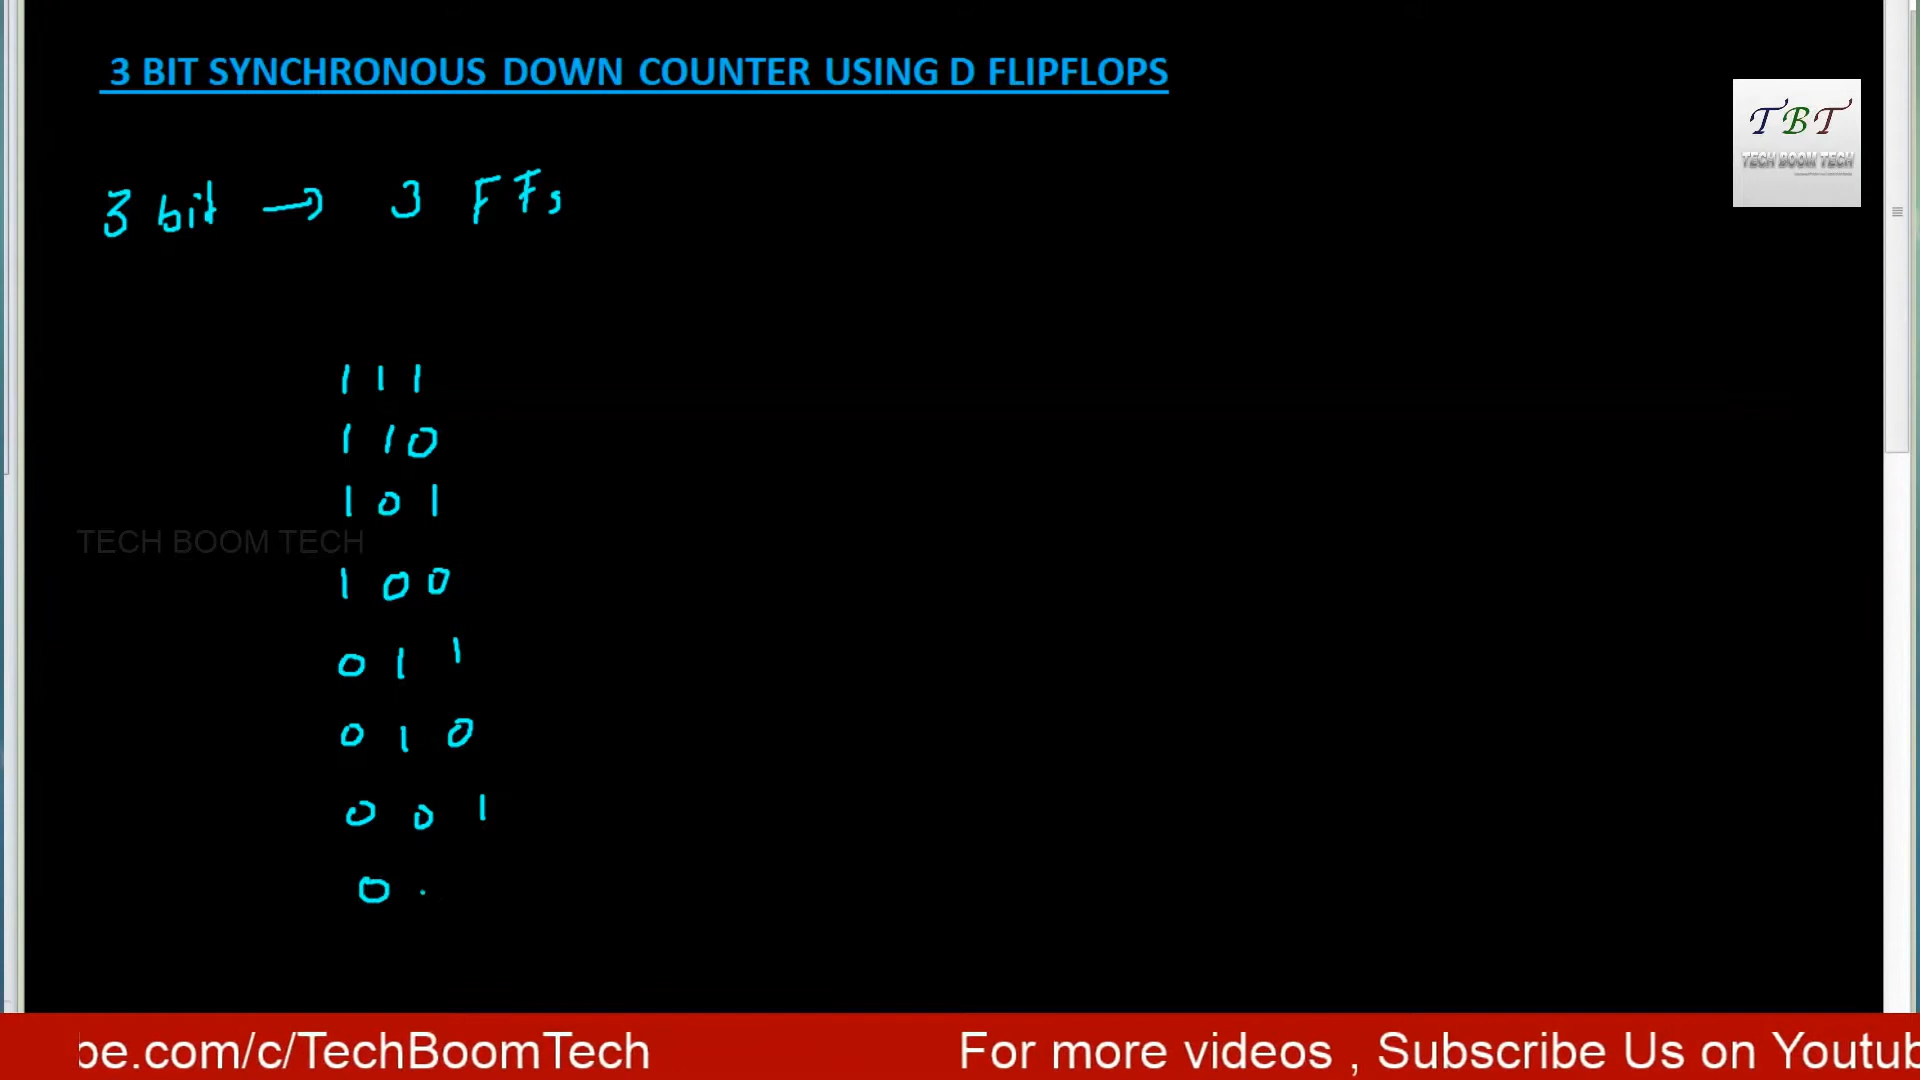 3 BIT SYNCHRONOUS DOWN COUNTER USING D FLIPFLOPS
TBT
TECH BOOM TECH
3 bit → 3 FFs
1 1 1
1 1 0
1 0 1
TECH BOOM TECH
1 0 0
0 1 1
0 1 0
0 0 1
0 .
be.com/c/TechBoomTech For more videos , Subscribe Us on Youtub